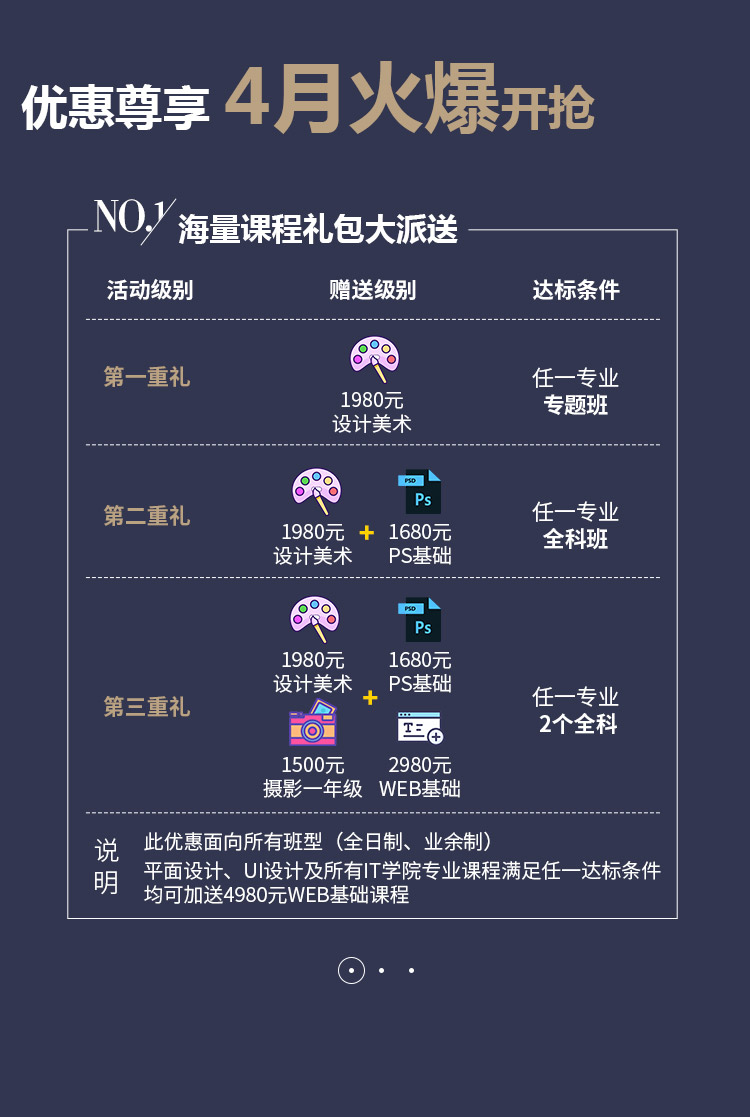 优惠尊享 4月火爆开抢
NO.1 海量课程礼包大派送
活动级别 赠送级别 达标条件
第一重礼
1980元
设计美术
任一专业
专题班
第二重礼
PSD
Ps
1980元 + 1680元
设计美术 PS基础
任一专业
全科班
第三重礼
PSD
Ps
1980元 1680元
设计美术 PS基础
+
T
1500元 2980元
摄影一年级 WEB基础
任一专业
2个全科
说明
此优惠面向所有班型（全日制、业余制）
平面设计、UI设计及所有IT学院专业课程满足任一达标条件
均可加送4980元WEB基础课程